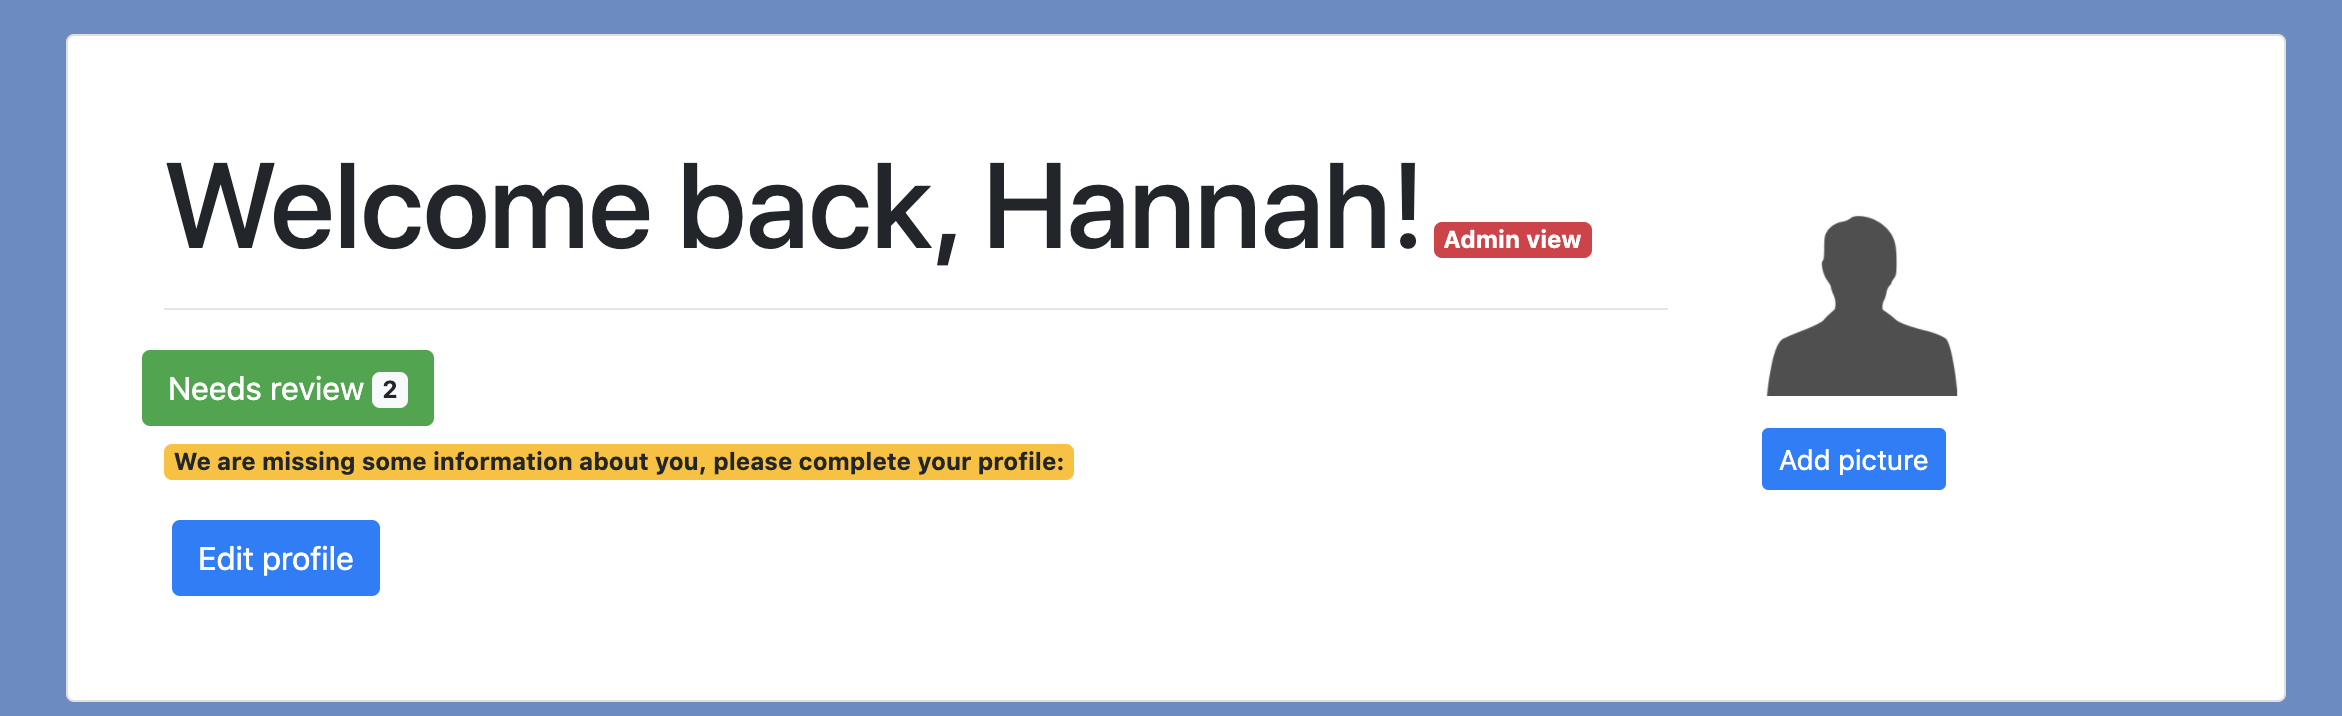 Welcome back, Hannah! Admin view
Needs review 2
We are missing some information about you, please complete your profile:
Add picture
Edit profile